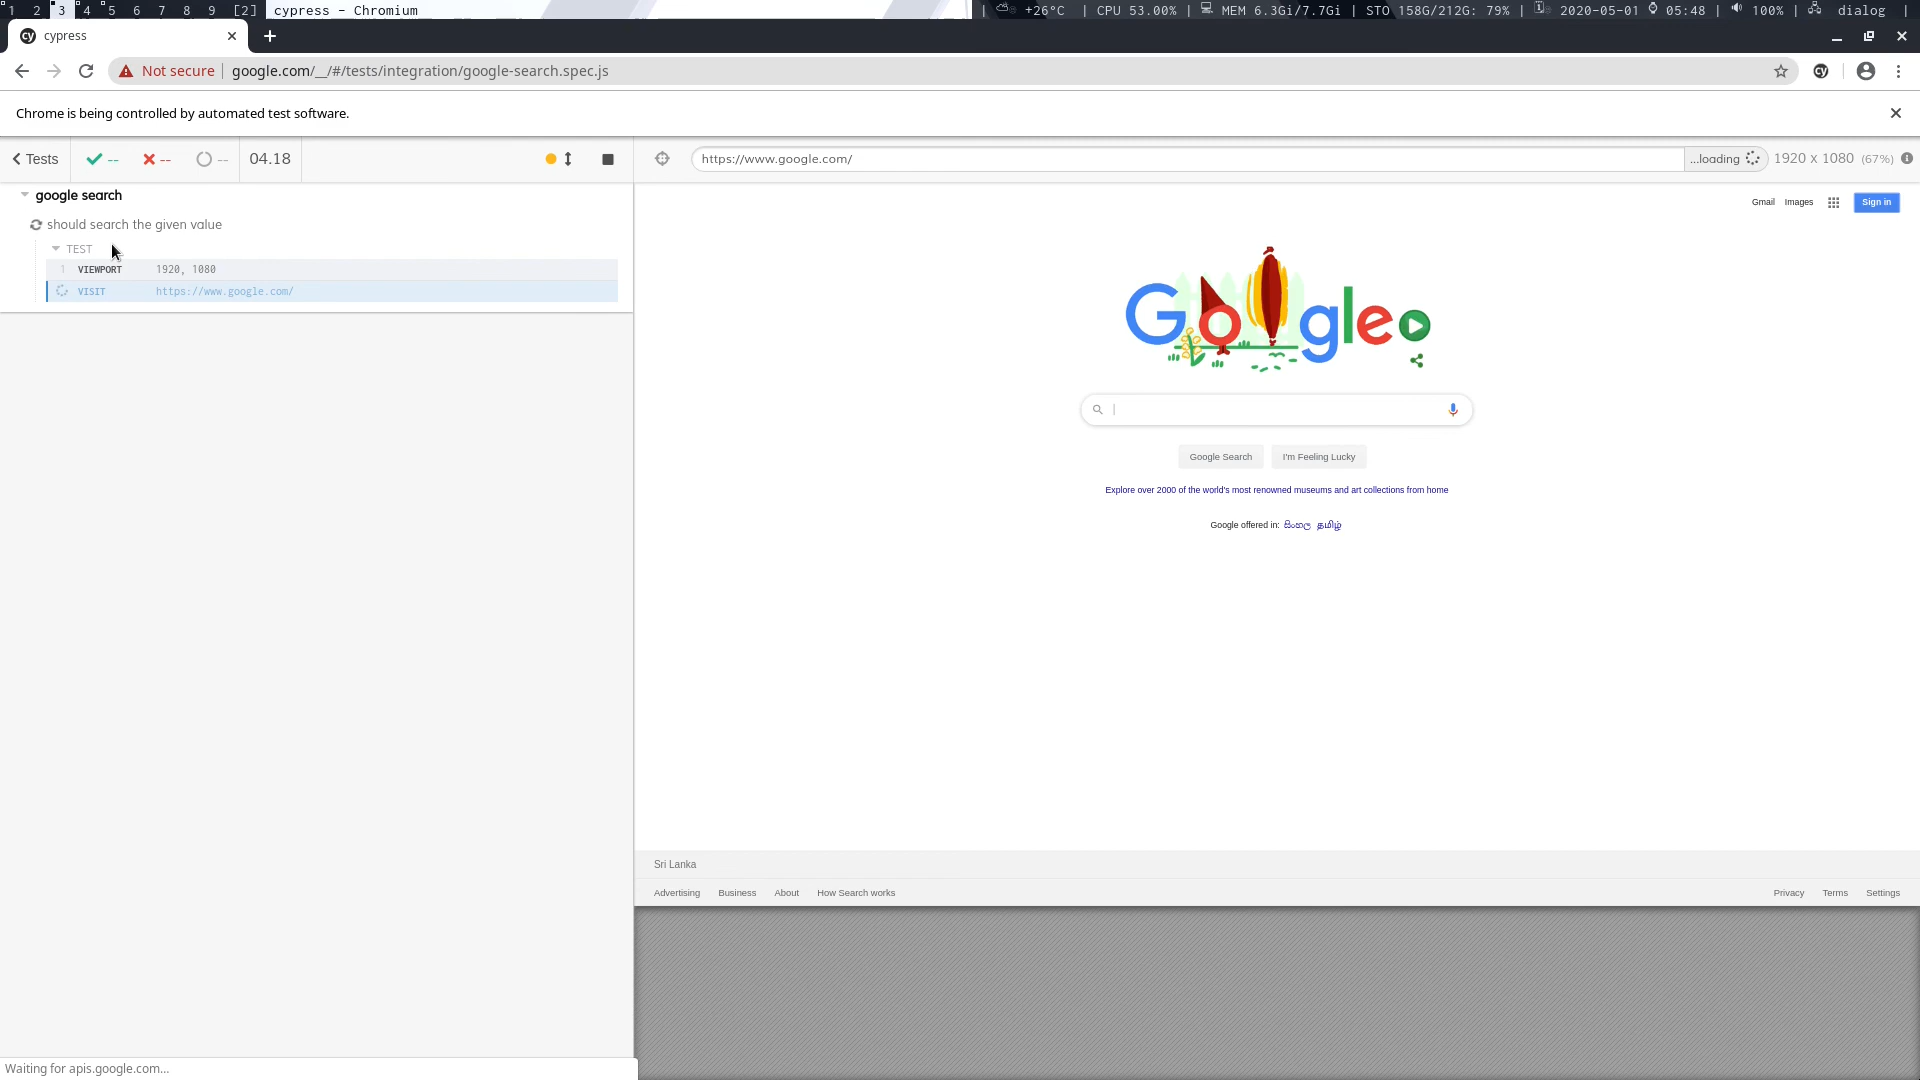 1 2 3 4 5 6 7 8 9 [2] cypress - Chromium | +26°C | CPU 53.00% | MEM 6.3Gi/7.7Gi | STO 158G/212G: 79% | 2020-05-01 05:48 | 100% | dialog |
cypress
Not secure | google.com/__/#/tests/integration/google-search.spec.js
Chrome is being controlled by automated test software.
Tests -- -- -- 04.18
https://www.google.com/ ...loading 1920 x 1080 (67%)
google search
should search the given value
TEST
1 VIEWPORT 1920, 1080
VISIT https://www.google.com/
Gmail Images Sign in
Google
Google Search I'm Feeling Lucky
Explore over 2000 of the world's most renowned museums and art collections from home
Google offered in: සිංහල தமிழ்
Sri Lanka
Advertising Business About How Search works Privacy Terms Settings
Waiting for apis.google.com...